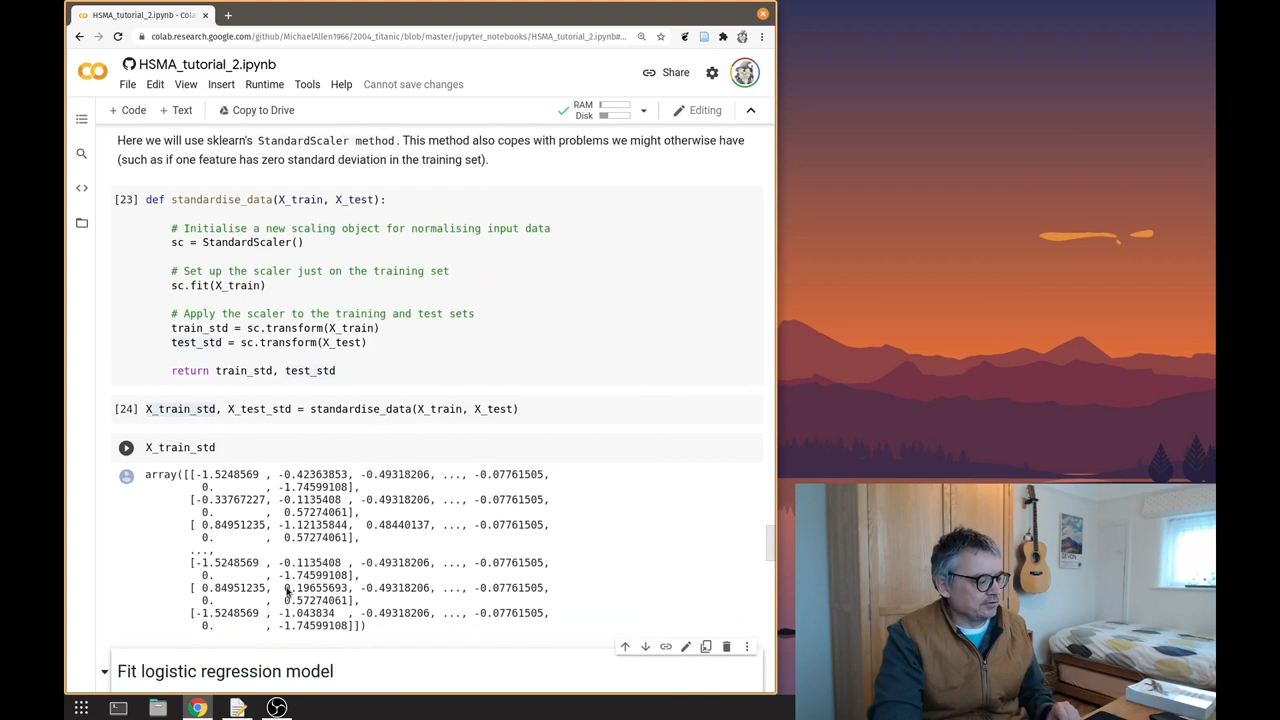 HSMA_tutorial_2.ipynb - Cola
colab.research.google.com/github/MichaelAllen1966/2004_titanic/blob/master/jupyter_notebooks/HSMA_tutorial_2.ipynb#...
HSMA_tutorial_2.ipynb
Share
File Edit View Insert Runtime Tools Help Cannot save changes
+ Code + Text Copy to Drive RAM Disk Editing
Here we will use sklearn's StandardScaler method. This method also copes with problems we might otherwise have
(such as if one feature has zero standard deviation in the training set).
[23] def standardise_data(X_train, X_test):
# Initialise a new scaling object for normalising input data
sc = StandardScaler()
# Set up the scaler just on the training set
sc.fit(X_train)
# Apply the scaler to the training and test sets
train_std = sc.transform(X_train)
test_std = sc.transform(X_test)
return train_std, test_std
[24] X_train_std, X_test_std = standardise_data(X_train, X_test)
X_train_std
array([[-1.5248569 , -0.42363853, -0.49318206, ..., -0.07761505,
0. , -1.74599108],
[-0.33767227, -0.1135408 , -0.49318206, ..., -0.07761505,
0. , 0.57274061],
[ 0.84951235, -1.12135844, 0.48440137, ..., -0.07761505,
0. , 0.57274061],
...,
[-1.5248569 , -0.1135408 , -0.49318206, ..., -0.07761505,
0. , -1.74599108],
[ 0.84951235, 0.19655693, -0.49318206, ..., -0.07761505,
0. , 0.57274061],
[-1.5248569 , -1.043834 , -0.49318206, ..., -0.07761505,
0. , -1.74599108]])
Fit logistic regression model
DEVON